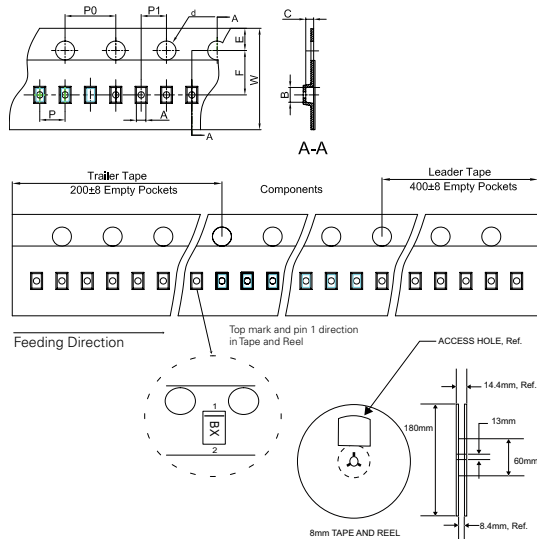 P0
P1
d
A
C
E
F
W
P
A
A
B
A-A
Trailer Tape
200±8 Empty Pockets
Components
Leader Tape
400±8 Empty Pockets
Feeding Direction
Top mark and pin 1 direction
in Tape and Reel
1
BX
2
ACCESS HOLE, Ref.
14.4mm, Ref.
13mm
180mm
60mm
8mm TAPE AND REEL
8.4mm, Ref.